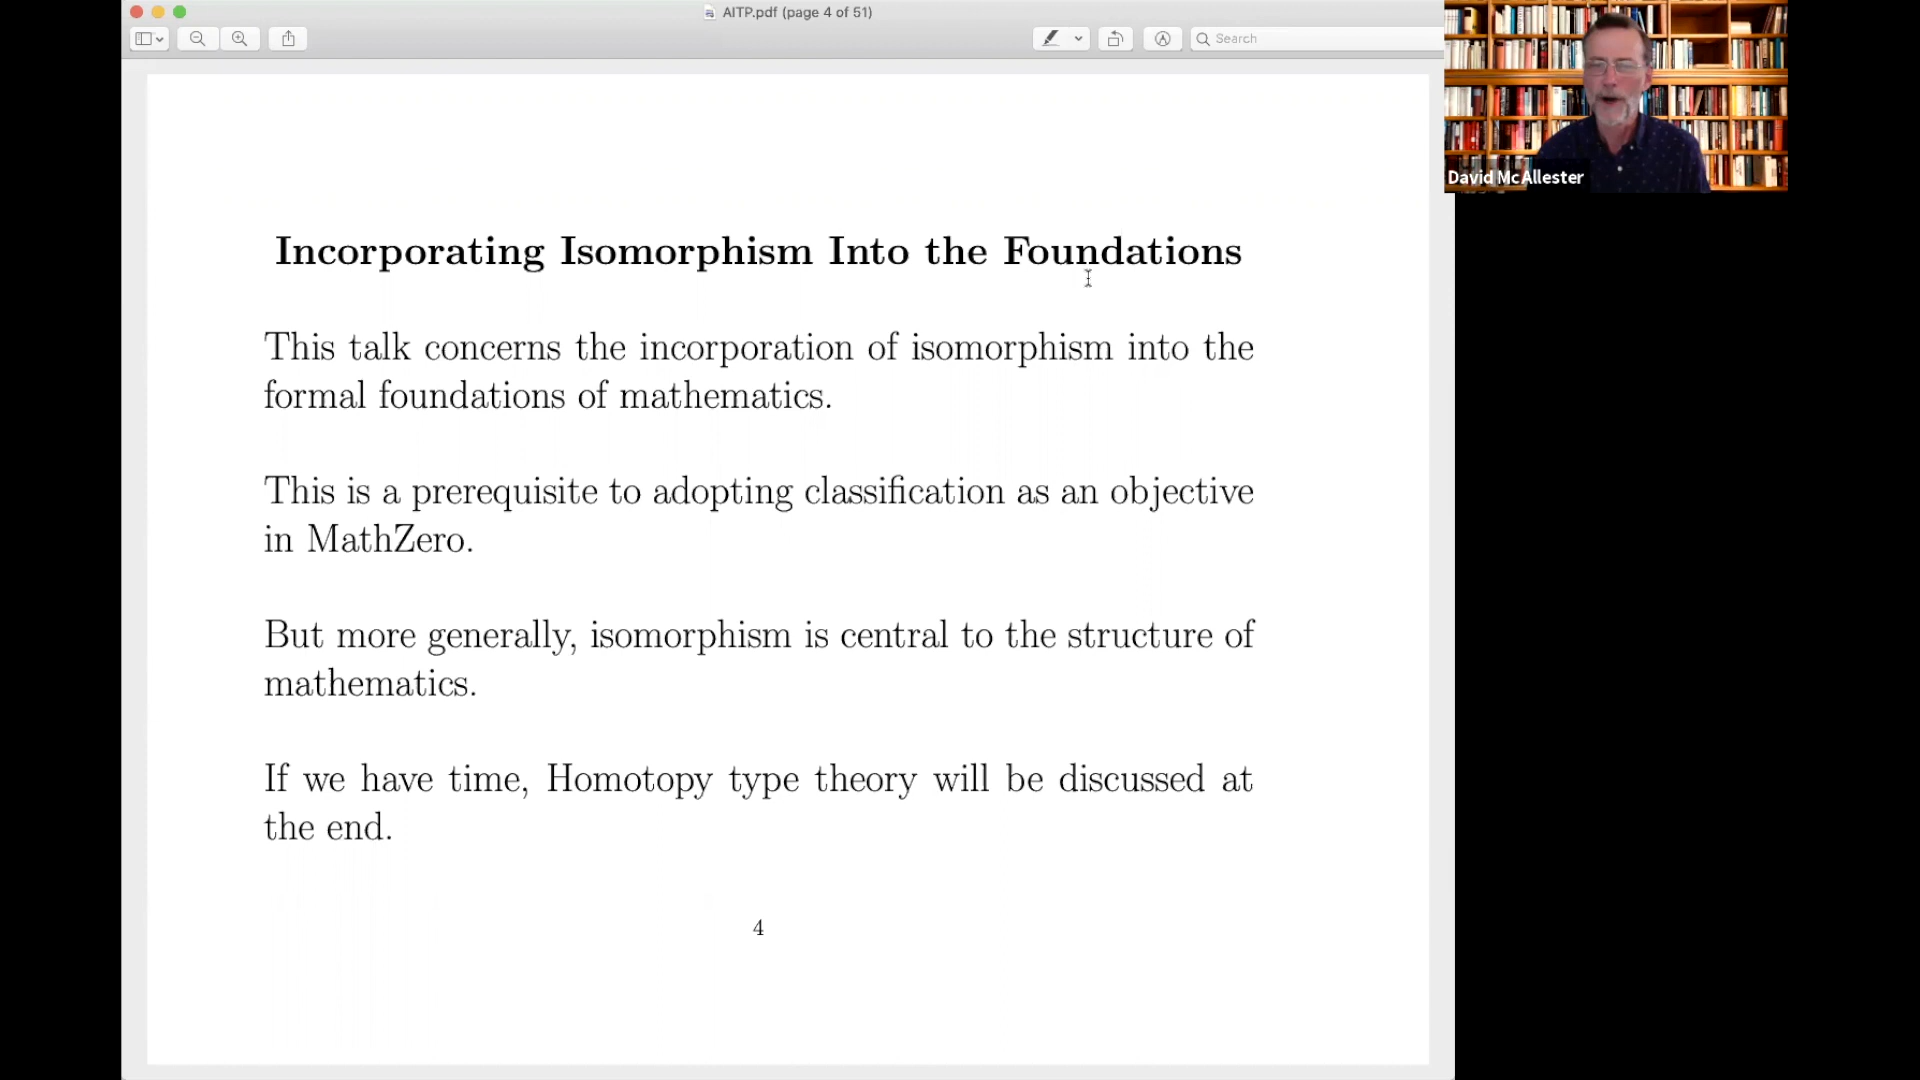 AITP.pdf (page 4 of 51)
Search
David McAllester
Incorporating Isomorphism Into the Foundations
This talk concerns the incorporation of isomorphism into the
formal foundations of mathematics.
This is a prerequisite to adopting classification as an objective
in MathZero.
But more generally, isomorphism is central to the structure of
mathematics.
If we have time, Homotopy type theory will be discussed at
the end.
4